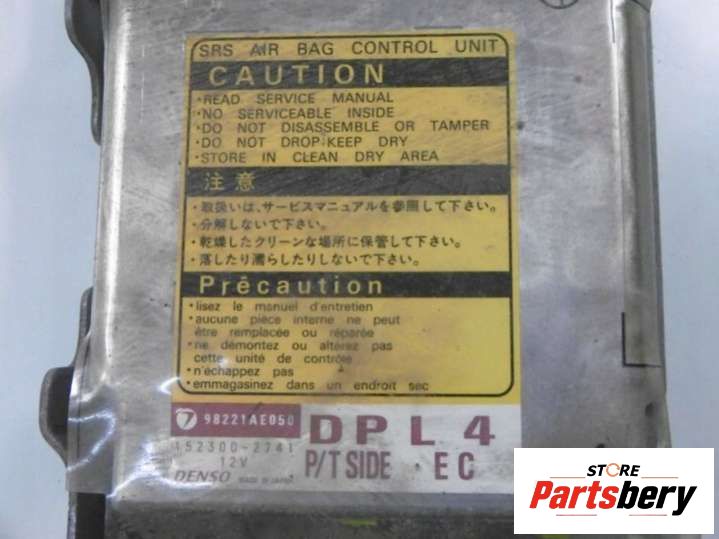 SRS AIR BAG CONTROL UNIT
CAUTION
・READ SERVICE MANUAL
・NO SERVICEABLE INSIDE
・DO NOT DISASSEMBLE OR TAMPER
・DO NOT DROP・KEEP DRY
・STORE IN CLEAN DRY AREA
注意
・取扱いは、サービスマニュアルを参照して下さい。
・分解しないで下さい。
・乾燥したクリーンな場所に保管して下さい。
・落したり濡らしたりしないで下さい。
Précaution
・lisez le manuel d'entretien
・aucune pièce interne ne peut
être remplacée ou réparée
・ne démontez ou altérez pas
cette unité de contrôle
・n'échappez pas
・emmagasinez dans un endroit sec
98221AE050 DPL4
152300-2741
12V P/T SIDE・EC
DENSO MADE IN JAPAN
STORE
Partsbery